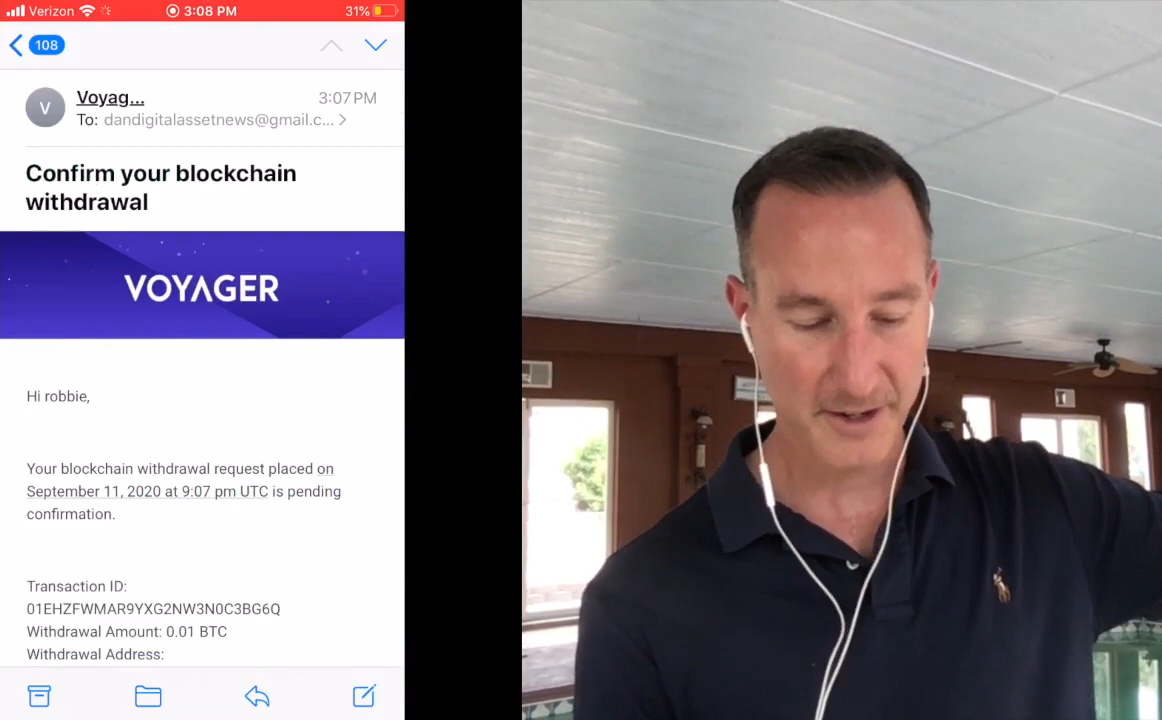 Verizon 3:08 PM 31%
108
V
Voyag...
3:07 PM
To: dandigitalassetnews@gmail.c...
Confirm your blockchain
withdrawal
VOYAGER
Hi robbie,
Your blockchain withdrawal request placed on
September 11, 2020 at 9:07 pm UTC is pending
confirmation.
Transaction ID:
01EHZFWMAR9YXG2NW3N0C3BG6Q
Withdrawal Amount: 0.01 BTC
Withdrawal Address: